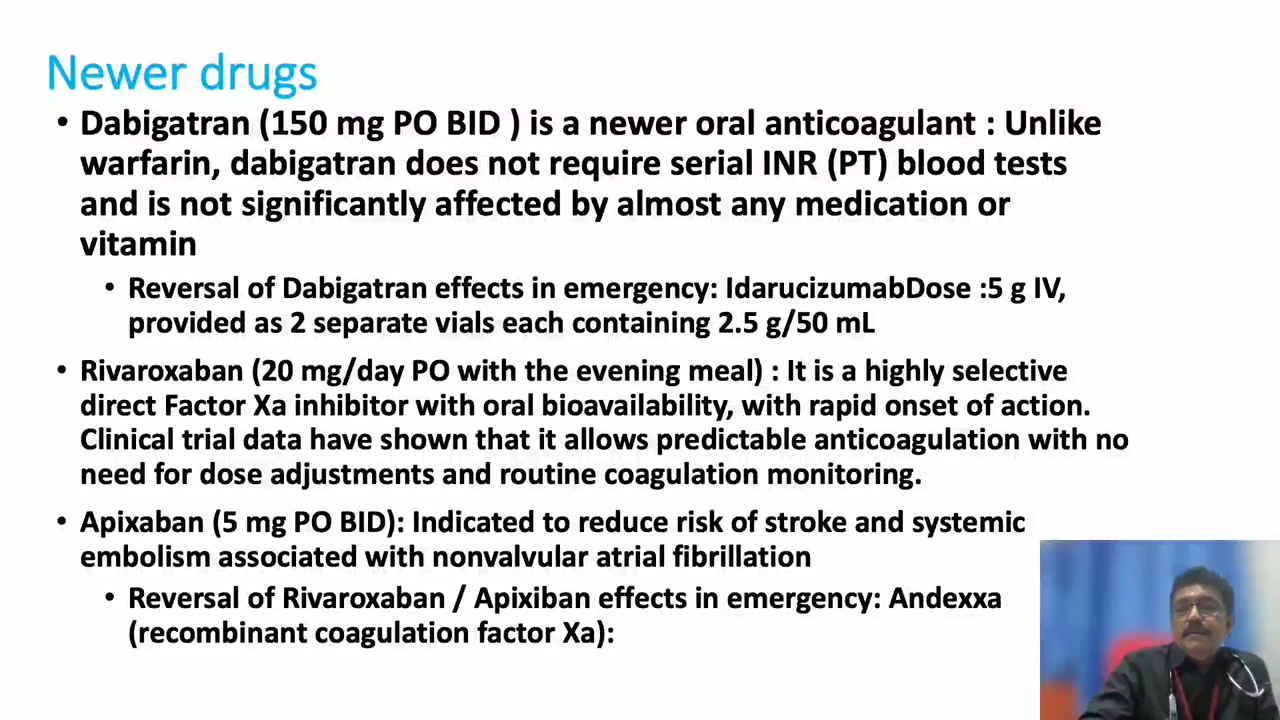 Newer drugs
• Dabigatran (150 mg PO BID ) is a newer oral anticoagulant : Unlike
warfarin, dabigatran does not require serial INR (PT) blood tests
and is not significantly affected by almost any medication or
vitamin
• Reversal of Dabigatran effects in emergency: IdarucizumabDose :5 g IV,
provided as 2 separate vials each containing 2.5 g/50 mL
• Rivaroxaban (20 mg/day PO with the evening meal) : It is a highly selective
direct Factor Xa inhibitor with oral bioavailability, with rapid onset of action.
Clinical trial data have shown that it allows predictable anticoagulation with no
need for dose adjustments and routine coagulation monitoring.
• Apixaban (5 mg PO BID): Indicated to reduce risk of stroke and systemic
embolism associated with nonvalvular atrial fibrillation
• Reversal of Rivaroxaban / Apixiban effects in emergency: Andexxa
(recombinant coagulation factor Xa):